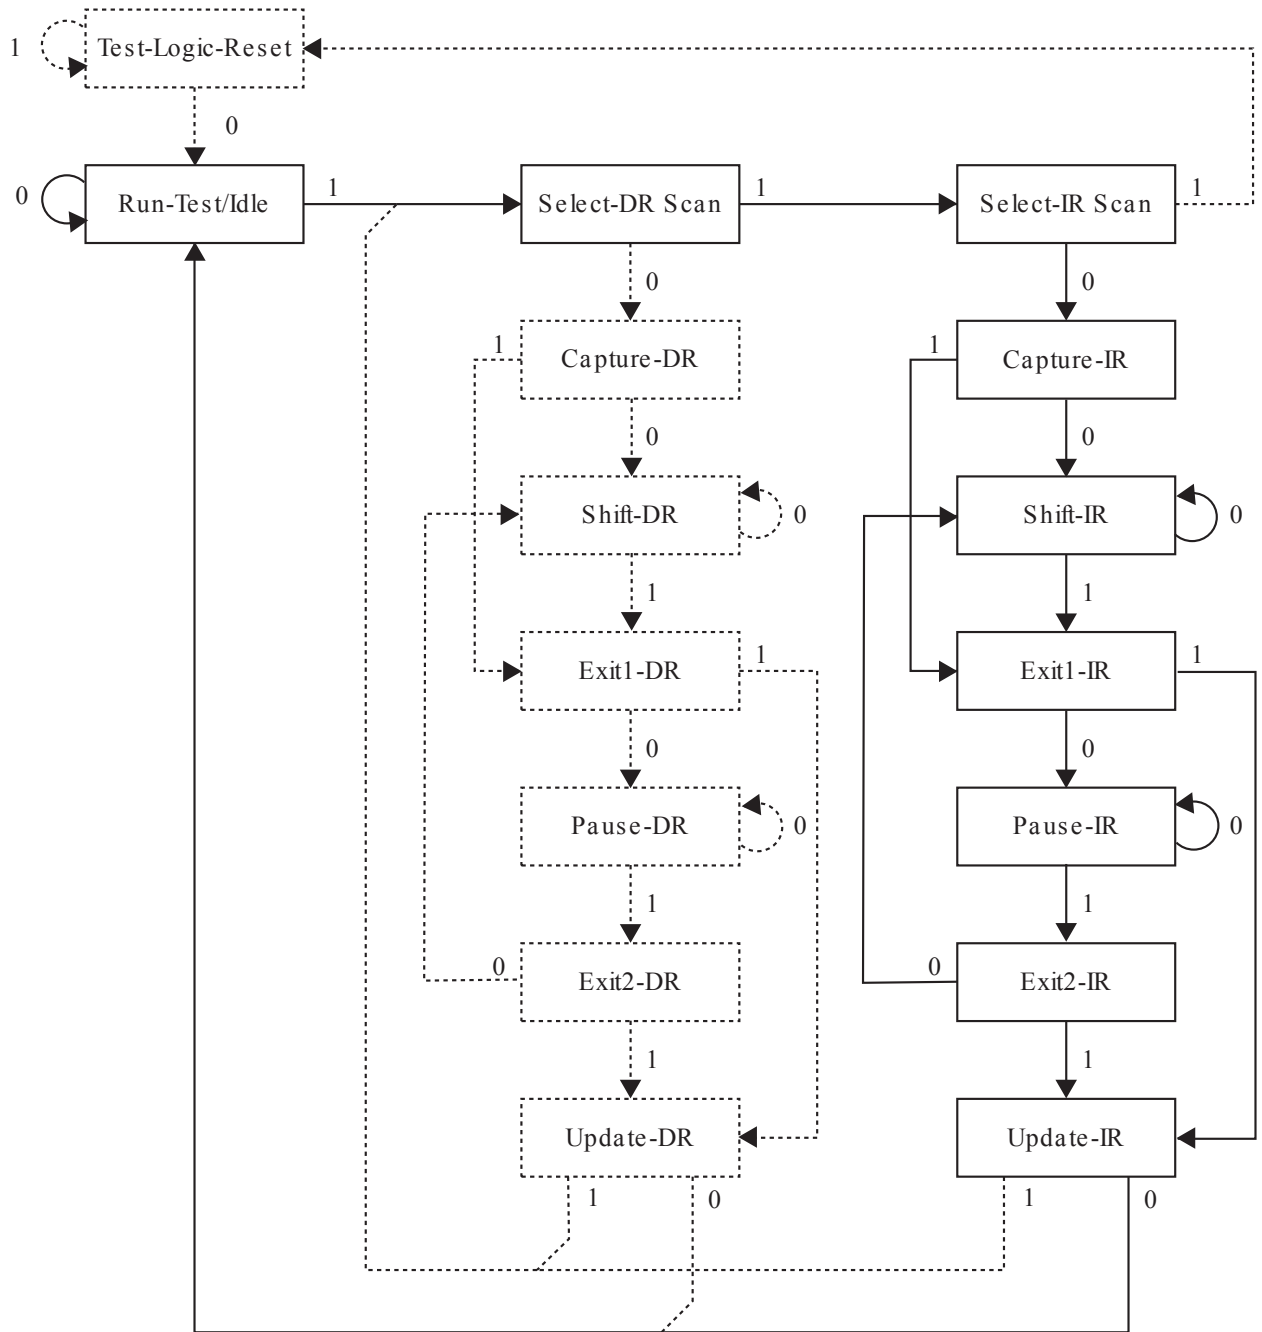 1
Test-Logic-Reset
0
0
Run-Test/Idle
1
Select-DR Scan
1
Select-IR Scan
1
0
0
1
Capture-DR
1
Capture-IR
0
0
Shift-DR
0
Shift-IR
0
1
1
Exit1-DR
1
Exit1-IR
1
0
0
Pause-DR
0
Pause-IR
0
1
1
0
Exit2-DR
0
Exit2-IR
1
1
Update-DR
Update-IR
1
0
1
0